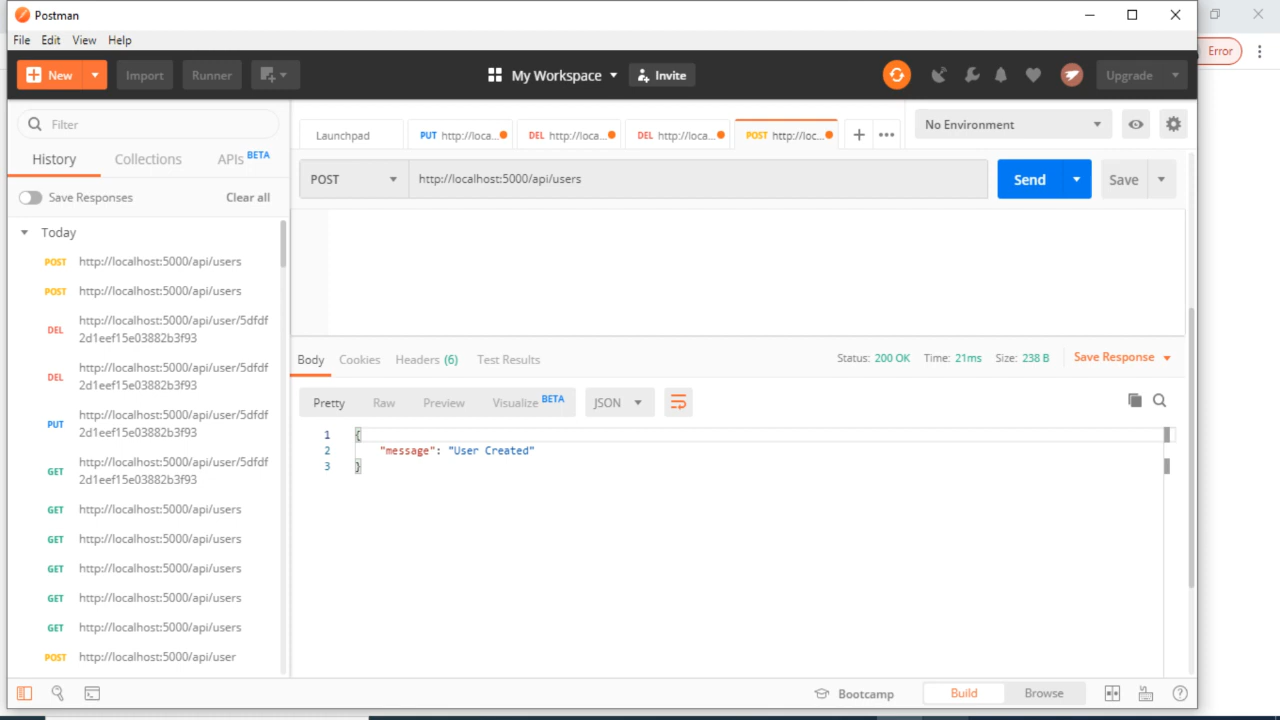 Postman
Error
File Edit View Help
New Import Runner My Workspace Invite Upgrade
Filter
Launchpad PUT http://loca... DEL http://loca... DEL http://loca... POST http://loc... No Environment
History Collections APIs BETA
POST http://localhost:5000/api/users Send Save
Save Responses Clear all
Today
POST http://localhost:5000/api/users
POST http://localhost:5000/api/users
DEL http://localhost:5000/api/user/5dfdf
2d1eef15e03882b3f93
DEL http://localhost:5000/api/user/5dfdf
2d1eef15e03882b3f93
PUT http://localhost:5000/api/user/5dfdf
2d1eef15e03882b3f93
GET http://localhost:5000/api/user/5dfdf
2d1eef15e03882b3f93
GET http://localhost:5000/api/users
GET http://localhost:5000/api/users
GET http://localhost:5000/api/users
GET http://localhost:5000/api/users
GET http://localhost:5000/api/users
POST http://localhost:5000/api/user
Body Cookies Headers (6) Test Results Status: 200 OK Time: 21ms Size: 238 B Save Response
Pretty Raw Preview Visualize BETA JSON
1 {
2 "message": "User Created"
3 }
Bootcamp Build Browse